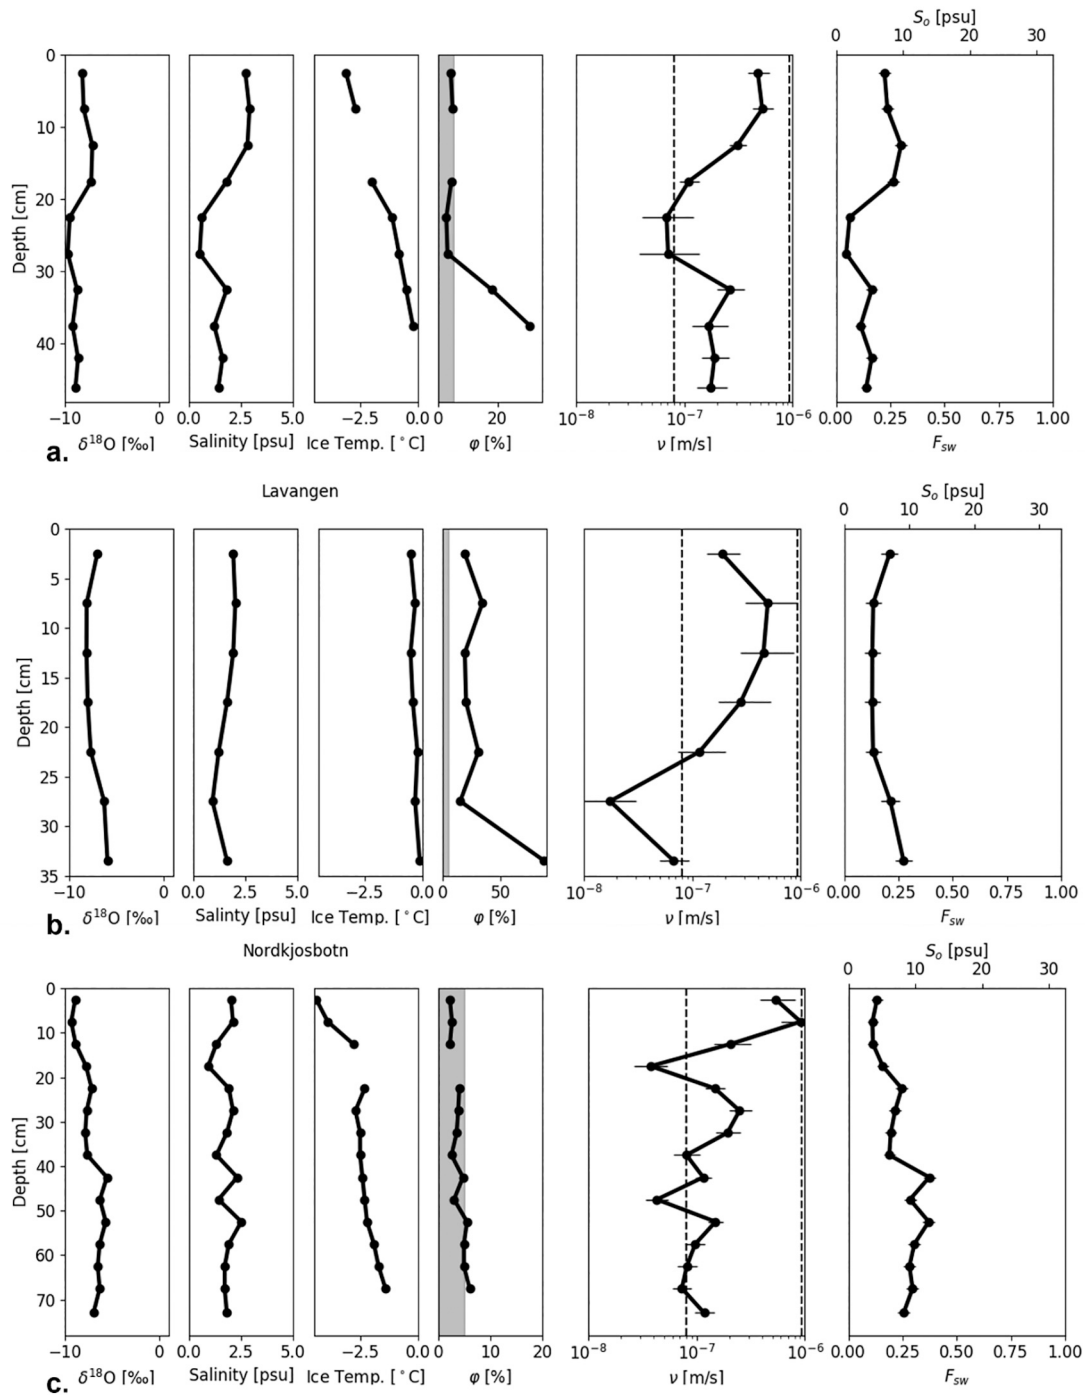 Sₒ [psu]
0 10 20 30
0
10
20
30
40
Depth [cm]
−10 0
0.0 2.5 5.0
−2.5 0.0
20
10⁻⁸ 10⁻⁷ 10⁻⁶
0.00 0.25 0.50 0.75 1.00
δ¹⁸O [‰] Salinity [psu] Ice Temp. [°C] φ [%] ν [m/s] F_sw
a.
Lavangen
Sₒ [psu]
0 10 20 30
0
5
10
15
20
25
30
35
Depth [cm]
−10 0
0.0 2.5 5.0
−2.5 0.0
0 50
10⁻⁸ 10⁻⁷ 10⁻⁶
0.00 0.25 0.50 0.75 1.00
δ¹⁸O [‰] Salinty [psu] Ice Temp. [°C] φ [%] ν [m/s] F_sw
b.
Nordkjosbotn
Sₒ [psu]
0 10 20 30
0
10
20
30
40
50
60
70
Depth [cm]
−10 0
0.0 2.5 5.0
−2.5 0.0
0 10 20
10⁻⁸ 10⁻⁷ 10⁻⁶
0.00 0.25 0.50 0.75 1.00
δ¹⁸O [‰] Salinity [psu] Ice Temp. [°C] φ [%] ν [m/s] F_sw
c.